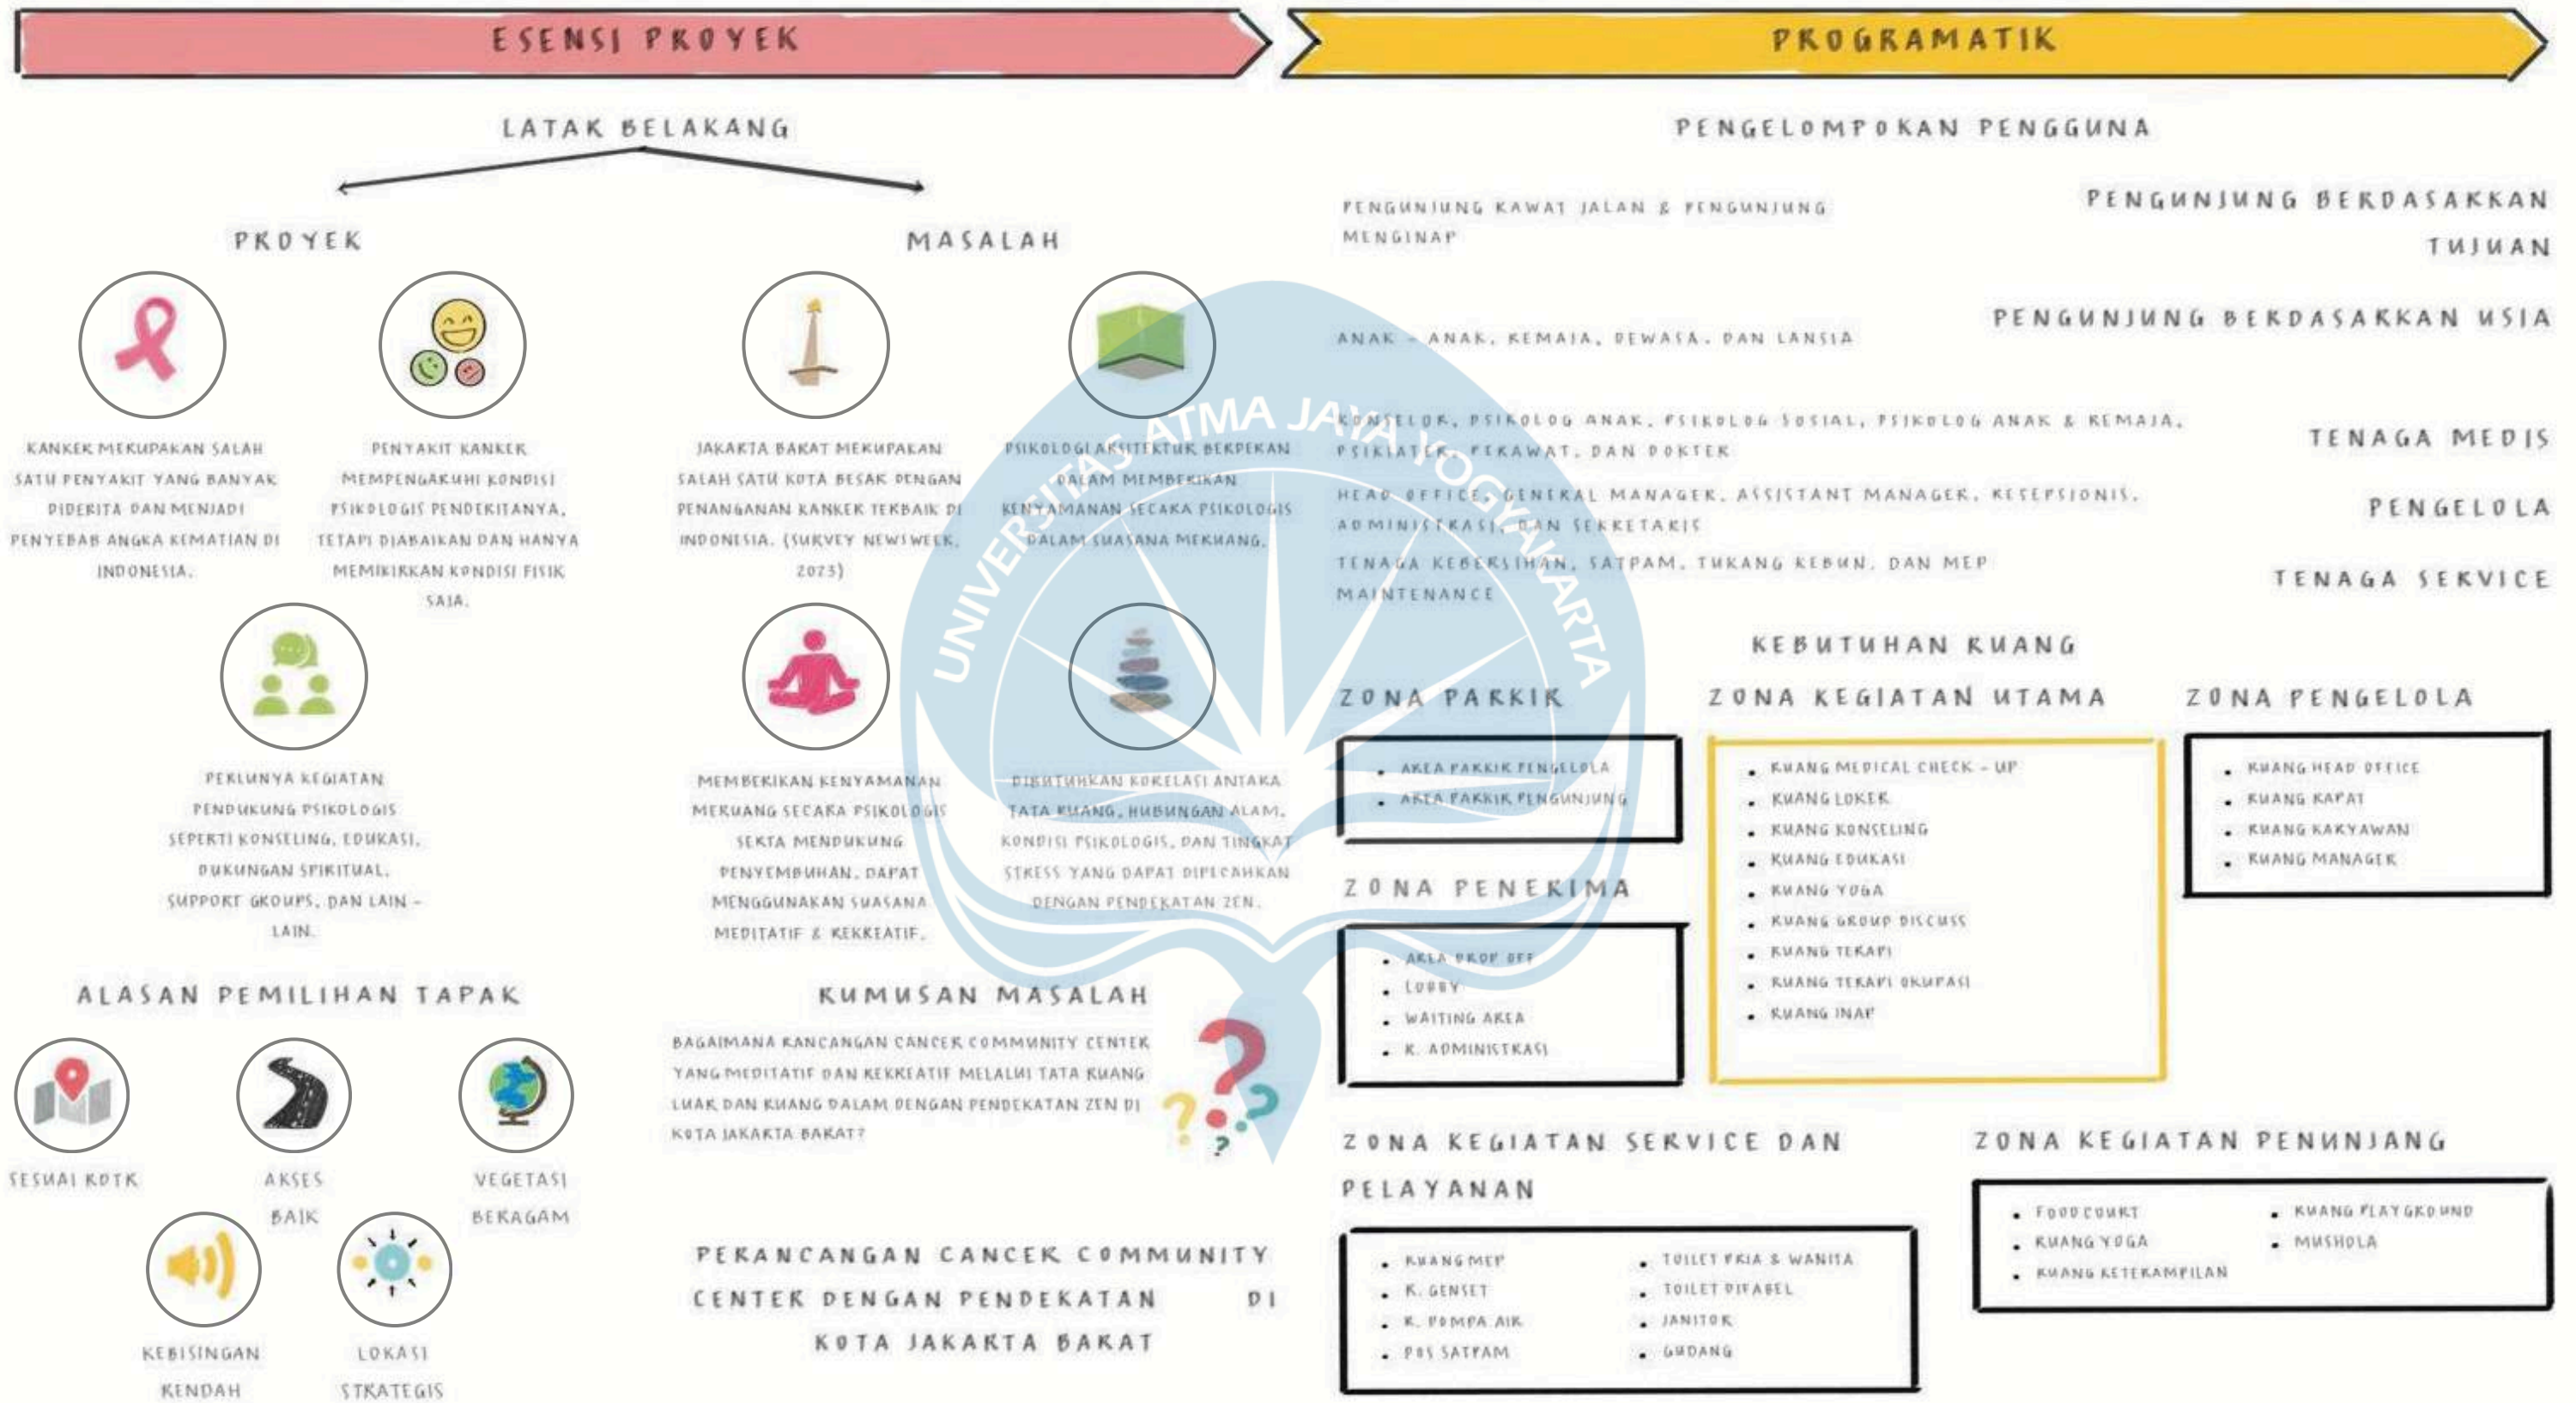 ESENSI PROYEK
LATAR BELAKANG
PROYEK
MASALAH
KANKER MERUPAKAN SALAH
SATU PENYAKIT YANG BANYAK
DIDERITA DAN MENJADI
PENYEBAB ANGKA KEMATIAN DI
INDONESIA.
PENYAKIT KANKER
MEMPENGARUHI KONDISI
PSIKOLOGIS PENDERITANYA,
TETAPI DIABAIKAN DAN HANYA
MEMIKIRKAN KONDISI FISIK
SAJA.
JAKARTA BARAT MERUPAKAN
SALAH SATU KOTA BESAR DENGAN
PENANGANAN KANKER TERBAIK DI
INDONESIA. (SURVEY NEWSWEEK,
2023)
PSIKOLOGI ARSITEKTUR BERPERAN
DALAM MEMBERIKAN
KENYAMANAN SECARA PSIKOLOGIS
DALAM SUASANA MERUANG.
PERLUNYA KEGIATAN
PENDUKUNG PSIKOLOGIS
SEPERTI KONSELING, EDUKASI,
DUKUNGAN SPIRITUAL,
SUPPORT GROUPS, DAN LAIN -
LAIN.
MEMBERIKAN KENYAMANAN
MERUANG SECARA PSIKOLOGIS
SERTA MENDUKUNG
PENYEMBUHAN, DAPAT
MENGGUNAKAN SUASANA
MEDITATIF & REKREATIF.
DIBUTUHKAN KORELASI ANTARA
TATA RUANG, HUBUNGAN ALAM,
KONDISI PSIKOLOGIS, DAN TINGKAT
STRESS YANG DAPAT DIPECAHKAN
DENGAN PENDEKATAN ZEN.
ALASAN PEMILIHAN TAPAK
SESUAI RDTR
AKSES
BAIK
VEGETASI
BERAGAM
KEBISINGAN
RENDAH
LOKASI
STRATEGIS
RUMUSAN MASALAH
BAGAIMANA RANCANGAN CANCER COMMUNITY CENTER
YANG MEDITATIF DAN REKREATIF MELALUI TATA RUANG
LUAR DAN RUANG DALAM DENGAN PENDEKATAN ZEN DI
KOTA JAKARTA BARAT?
PERANCANGAN CANCER COMMUNITY
CENTER DENGAN PENDEKATAN DI
KOTA JAKARTA BARAT
PROGRAMATIK
PENGELOMPOKAN PENGGUNA
PENGUNJUNG RAWAT JALAN & PENGUNJUNG
MENGINAP
PENGUNJUNG BERDASARKAN
TUJUAN
ANAK - ANAK, REMAJA, DEWASA, DAN LANSIA
PENGUNJUNG BERDASARKAN USIA
KONSELOR, PSIKOLOG ANAK, PSIKOLOG SOSIAL, PSIKOLOG ANAK & REMAJA,
PSIKIATER, PERAWAT, DAN DOKTER
TENAGA MEDIS
HEAD OFFICE, GENERAL MANAGER, ASSISTANT MANAGER, RESEPSIONIS,
ADMINISTRASI, DAN SEKRETARIS
PENGELOLA
TENAGA KEBERSIHAN, SATPAM, TUKANG KEBUN, DAN MEP
MAINTENANCE
TENAGA SERVICE
KEBUTUHAN RUANG
ZONA PARKIR
• AREA PARKIR PENGELOLA
• AREA PARKIR PENGUNJUNG
ZONA PENERIMA
• AREA DROP OFF
• LOBBY
• WAITING AREA
• R. ADMINISTRASI
ZONA KEGIATAN UTAMA
• RUANG MEDICAL CHECK - UP
• RUANG LOKER
• RUANG KONSELING
• RUANG EDUKASI
• RUANG YOGA
• RUANG GROUP DISCUSS
• RUANG TERAPI
• RUANG TERAPI OKUPASI
• RUANG INAP
ZONA PENGELOLA
• RUANG HEAD OFFICE
• RUANG RAPAT
• RUANG KARYAWAN
• RUANG MANAGER
ZONA KEGIATAN SERVICE DAN
PELAYANAN
• RUANG MEP
• R. GENSET
• R. POMPA AIR
• POS SATPAM
• TOILET PRIA & WANITA
• TOILET DIFABEL
• JANITOR
• GUDANG
ZONA KEGIATAN PENUNJANG
• FOOD COURT
• RUANG YOGA
• RUANG KETERAMPILAN
• RUANG PLAYGROUND
• MUSHOLA
UNIVERSITAS ATMA JAYA YOGYAKARTA